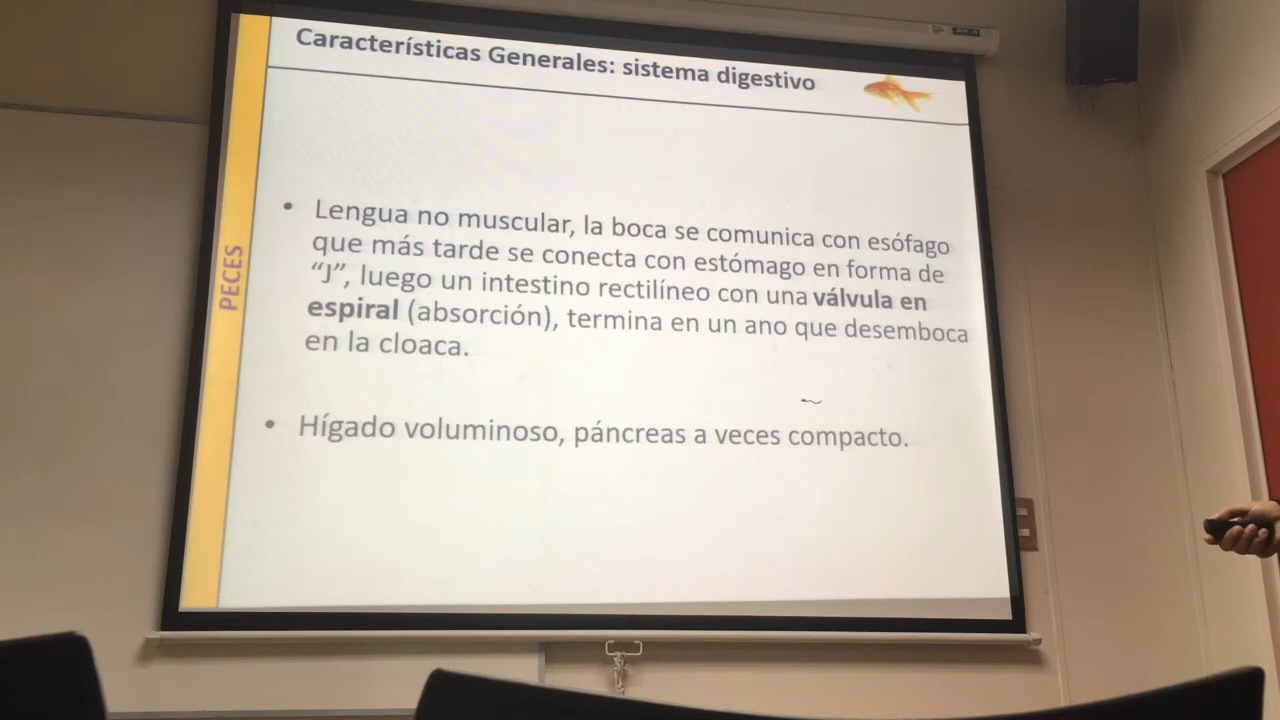 Características Generales: sistema digestivo
PECES
• Lengua no muscular, la boca se comunica con esófago
que más tarde se conecta con estómago en forma de
“J”, luego un intestino rectilíneo con una válvula en
espiral (absorción), termina en un ano que desemboca
en la cloaca.
• Hígado voluminoso, páncreas a veces compacto.